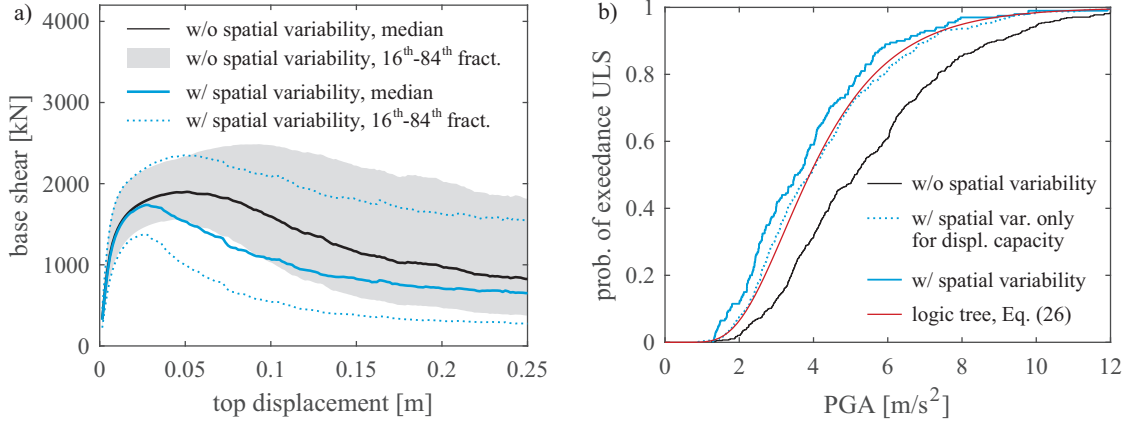 a)
4000
3000
2000
1000
0
base shear [kN]
w/o spatial variability, median
w/o spatial variability, 16th-84th fract.
w/ spatial variability, median
w/ spatial variability, 16th-84th fract.
0
0.05
0.1
0.15
0.2
0.25
top displacement [m]
b)
1
0.8
0.6
0.4
0.2
0
prob. of exeedance ULS
w/o spatial variability
w/ spatial var. only
for displ. capacity
w/ spatial variability
logic tree, Eq. (26)
2
4
6
8
10
12
PGA [m/s2]